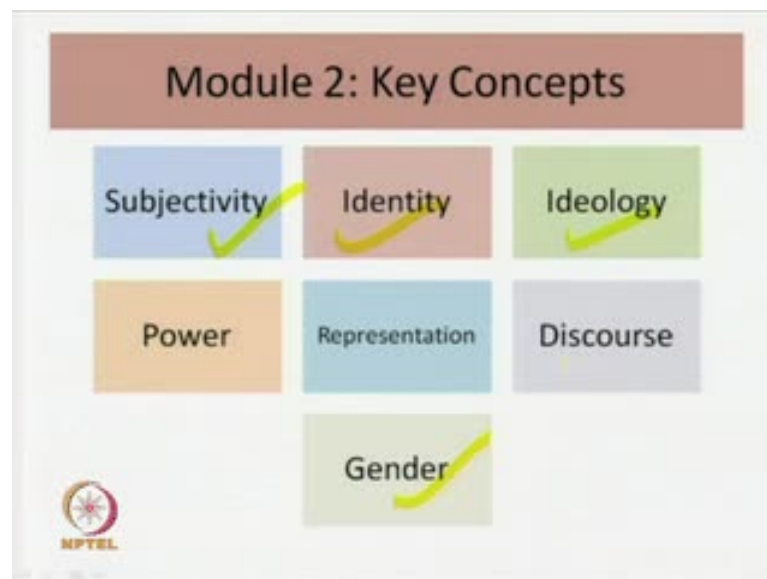 Module 2: Key Concepts
Subjectivity
Identity
Ideology
Power
Representation
Discourse
Gender
NPTEL